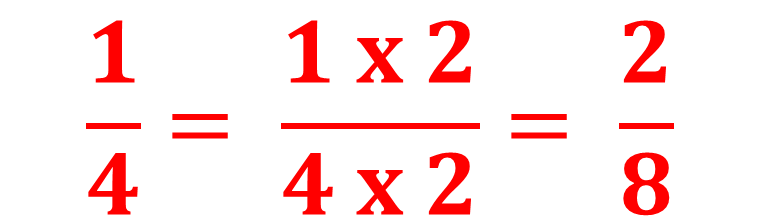 1/4 = (1 x 2)/(4 x 2) = 2/8